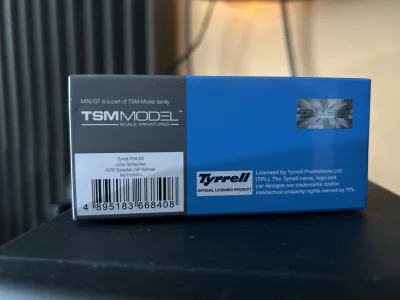 MINI GT is a part of TSM-Model family
TSMMODEL
SCALE MINIATURES
Tyrrell P34 #3
Jody Scheckter
1976 Sweden GP Winner
4 895183 668408
Tyrrell
OFFICIAL LICENSED PRODUCT
Licensed by Tyrrell Promotions Ltd.
(TPL). The Tyrrell name, logo and
car designs are trademarks and/or
intellectual property rights owned by TPL